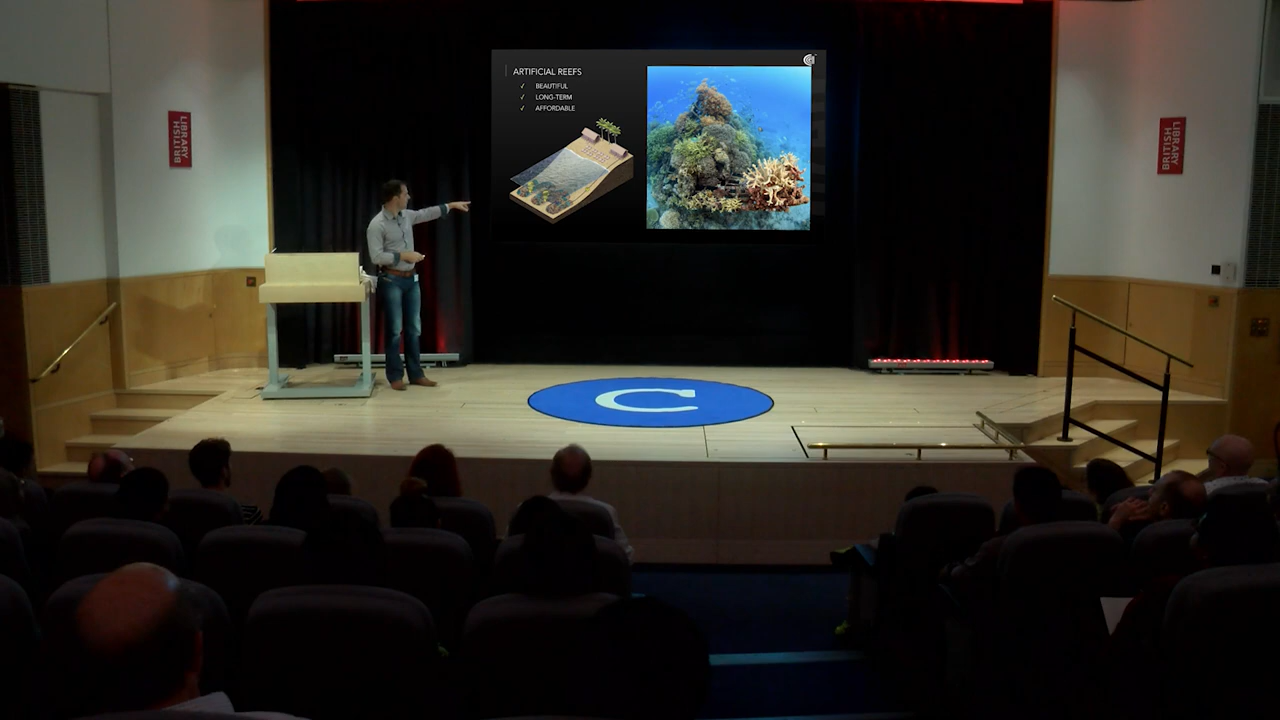 ARTIFICIAL REEFS
✓ BEAUTIFUL
✓ LONG-TERM
✓ AFFORDABLE
LIBRARY
BRITISH
LIBRARY
BRITISH
C